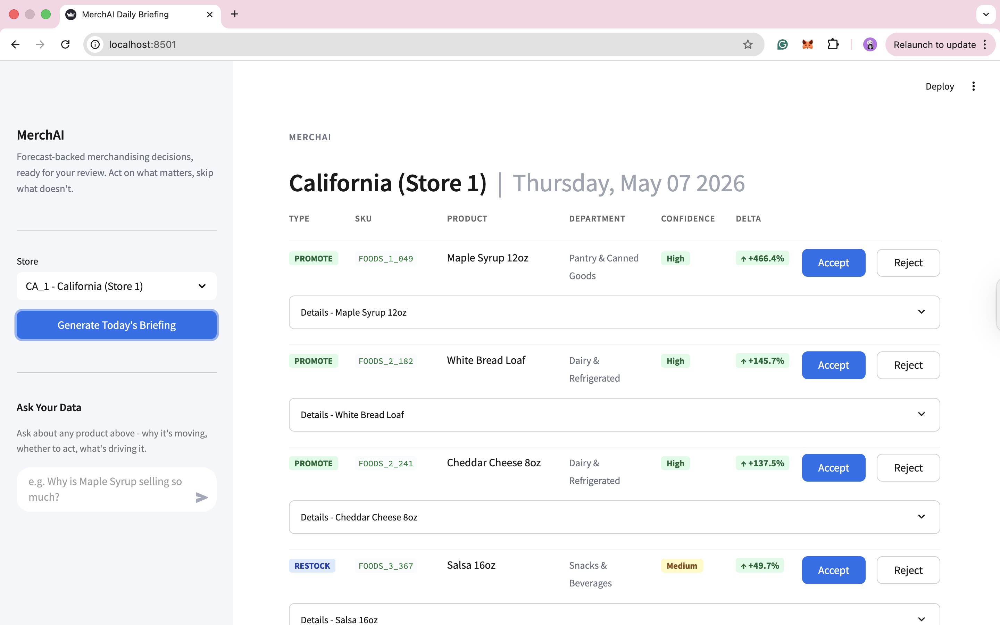 MerchAI Daily Briefing
localhost:8501
Relaunch to update
Deploy
MerchAI
Forecast-backed merchandising decisions,
ready for your review. Act on what matters, skip
what doesn't.
Store
CA_1 - California (Store 1)
Generate Today's Briefing
Ask Your Data
Ask about any product above - why it's moving,
whether to act, what's driving it.
e.g. Why is Maple Syrup selling so
much?
MERCHAI
California (Store 1) | Thursday, May 07 2026
TYPE SKU PRODUCT DEPARTMENT CONFIDENCE DELTA
PROMOTE FOODS_1_049 Maple Syrup 12oz Pantry & Canned High ↑ +466.4% Accept Reject
Goods
Details - Maple Syrup 12oz
PROMOTE FOODS_2_182 White Bread Loaf Dairy & High ↑ +145.7% Accept Reject
Refrigerated
Details - White Bread Loaf
PROMOTE FOODS_2_241 Cheddar Cheese 8oz Dairy & High ↑ +137.5% Accept Reject
Refrigerated
Details - Cheddar Cheese 8oz
RESTOCK FOODS_3_367 Salsa 16oz Snacks & Medium ↑ +49.7% Accept Reject
Beverages
Details - Salsa 16oz